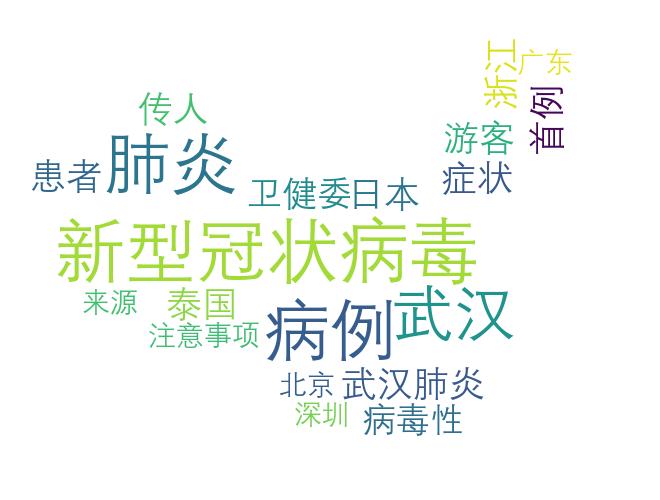 浙江
广东
传人
首例
游客
肺炎
患者
症状
卫健委
日本
新型冠状病毒
来源
泰国
武汉
病例
注意事项
北京
武汉肺炎
深圳
病毒性